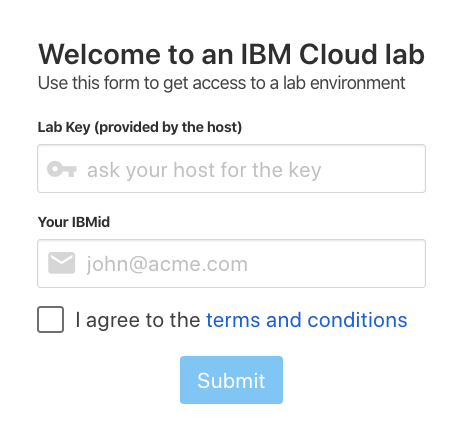 Welcome to an IBM Cloud lab
Use this form to get access to a lab environment
Lab Key (provided by the host)
ask your host for the key
Your IBMid
john@acme.com
I agree to the terms and conditions
Submit